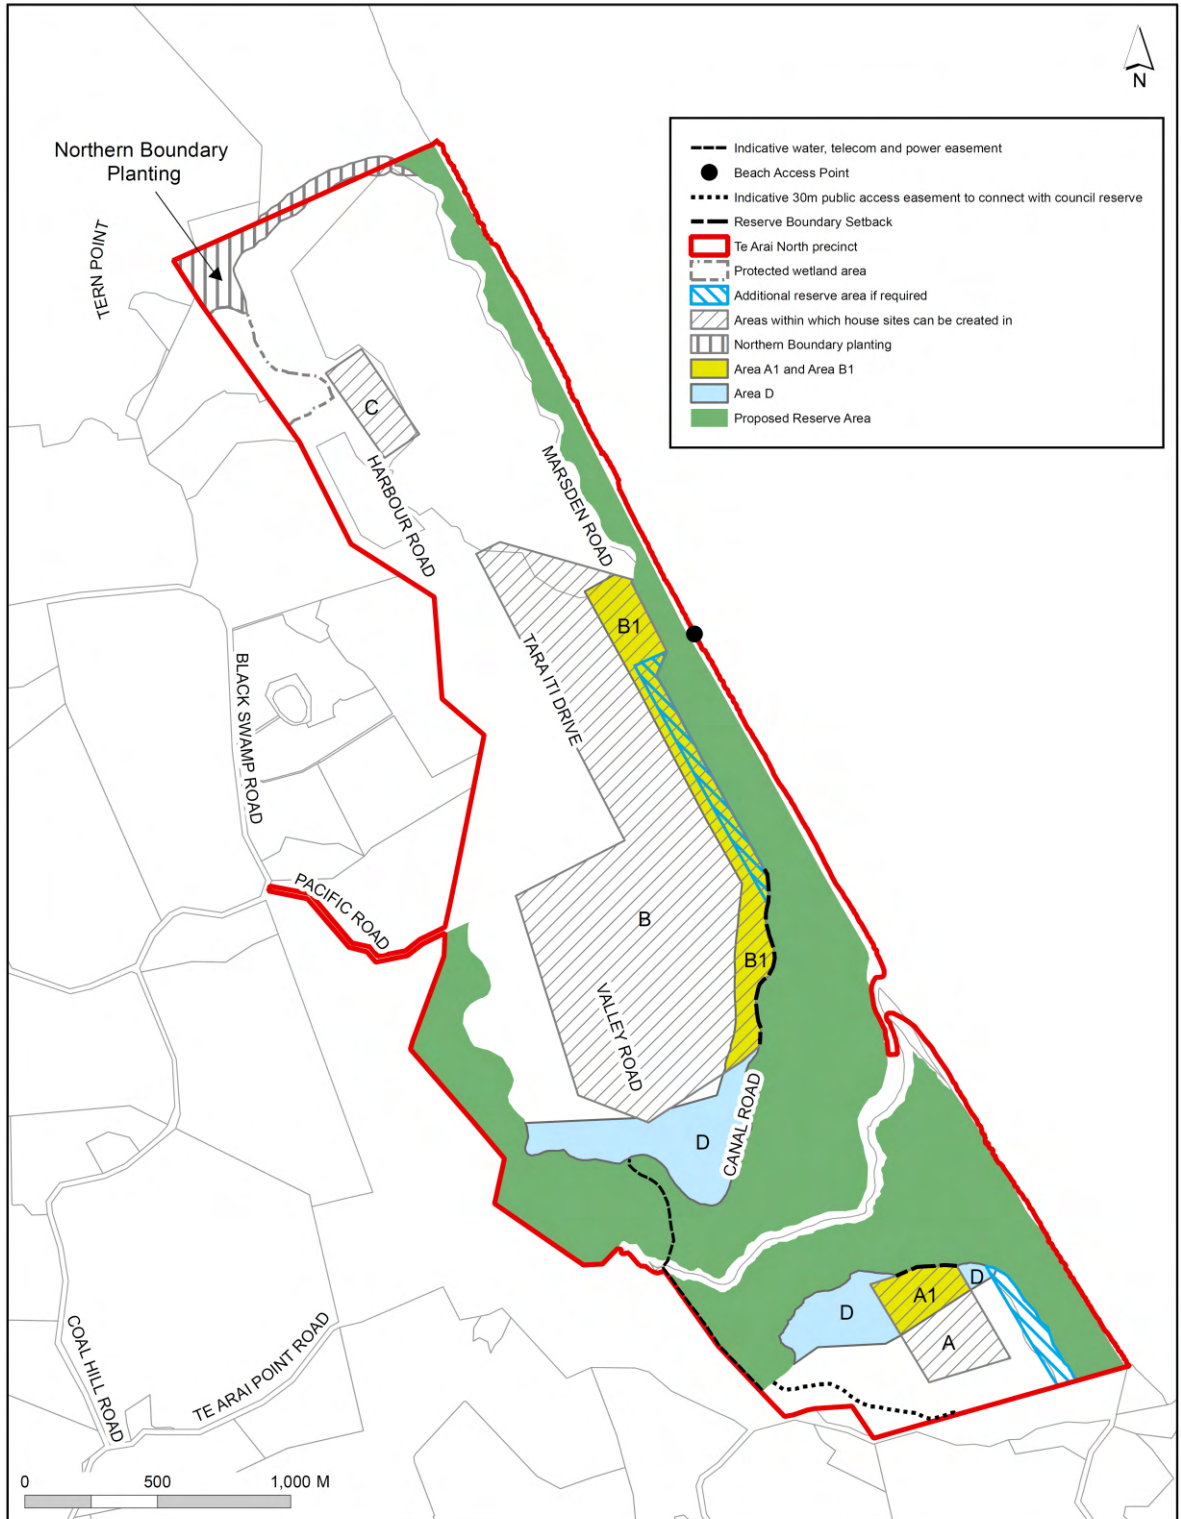 N
Northern Boundary
Planting
Indicative water, telecom and power easement
Beach Access Point
Indicative 30m public access easement to connect with council reserve
Reserve Boundary Setback
Te Arai North precinct
Protected wetland area
Additional reserve area if required
Areas within which house sites can be created in
Northern Boundary planting
Area A1 and Area B1
Area D
Proposed Reserve Area
TERN POINT
C
HARBOUR ROAD
MARSDEN ROAD
B1
TARA ITI DRIVE
BLACK SWAMP ROAD
PACIFIC ROAD
B
B1
VALLEY ROAD
CANAL ROAD
D
D
A1
D
A
COAL HILL ROAD
TE ARAI POINT ROAD
0 500 1,000 M